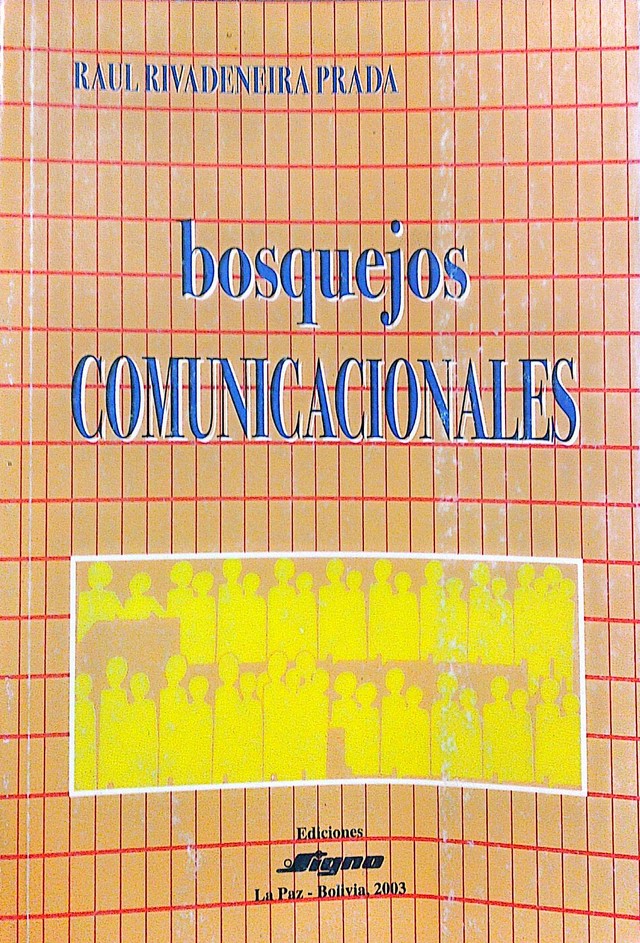 RAUL RIVADENEIRA PRADA
bosquejos
COMUNICACIONALES
Ediciones
Signo
La Paz - Bolivia, 2003